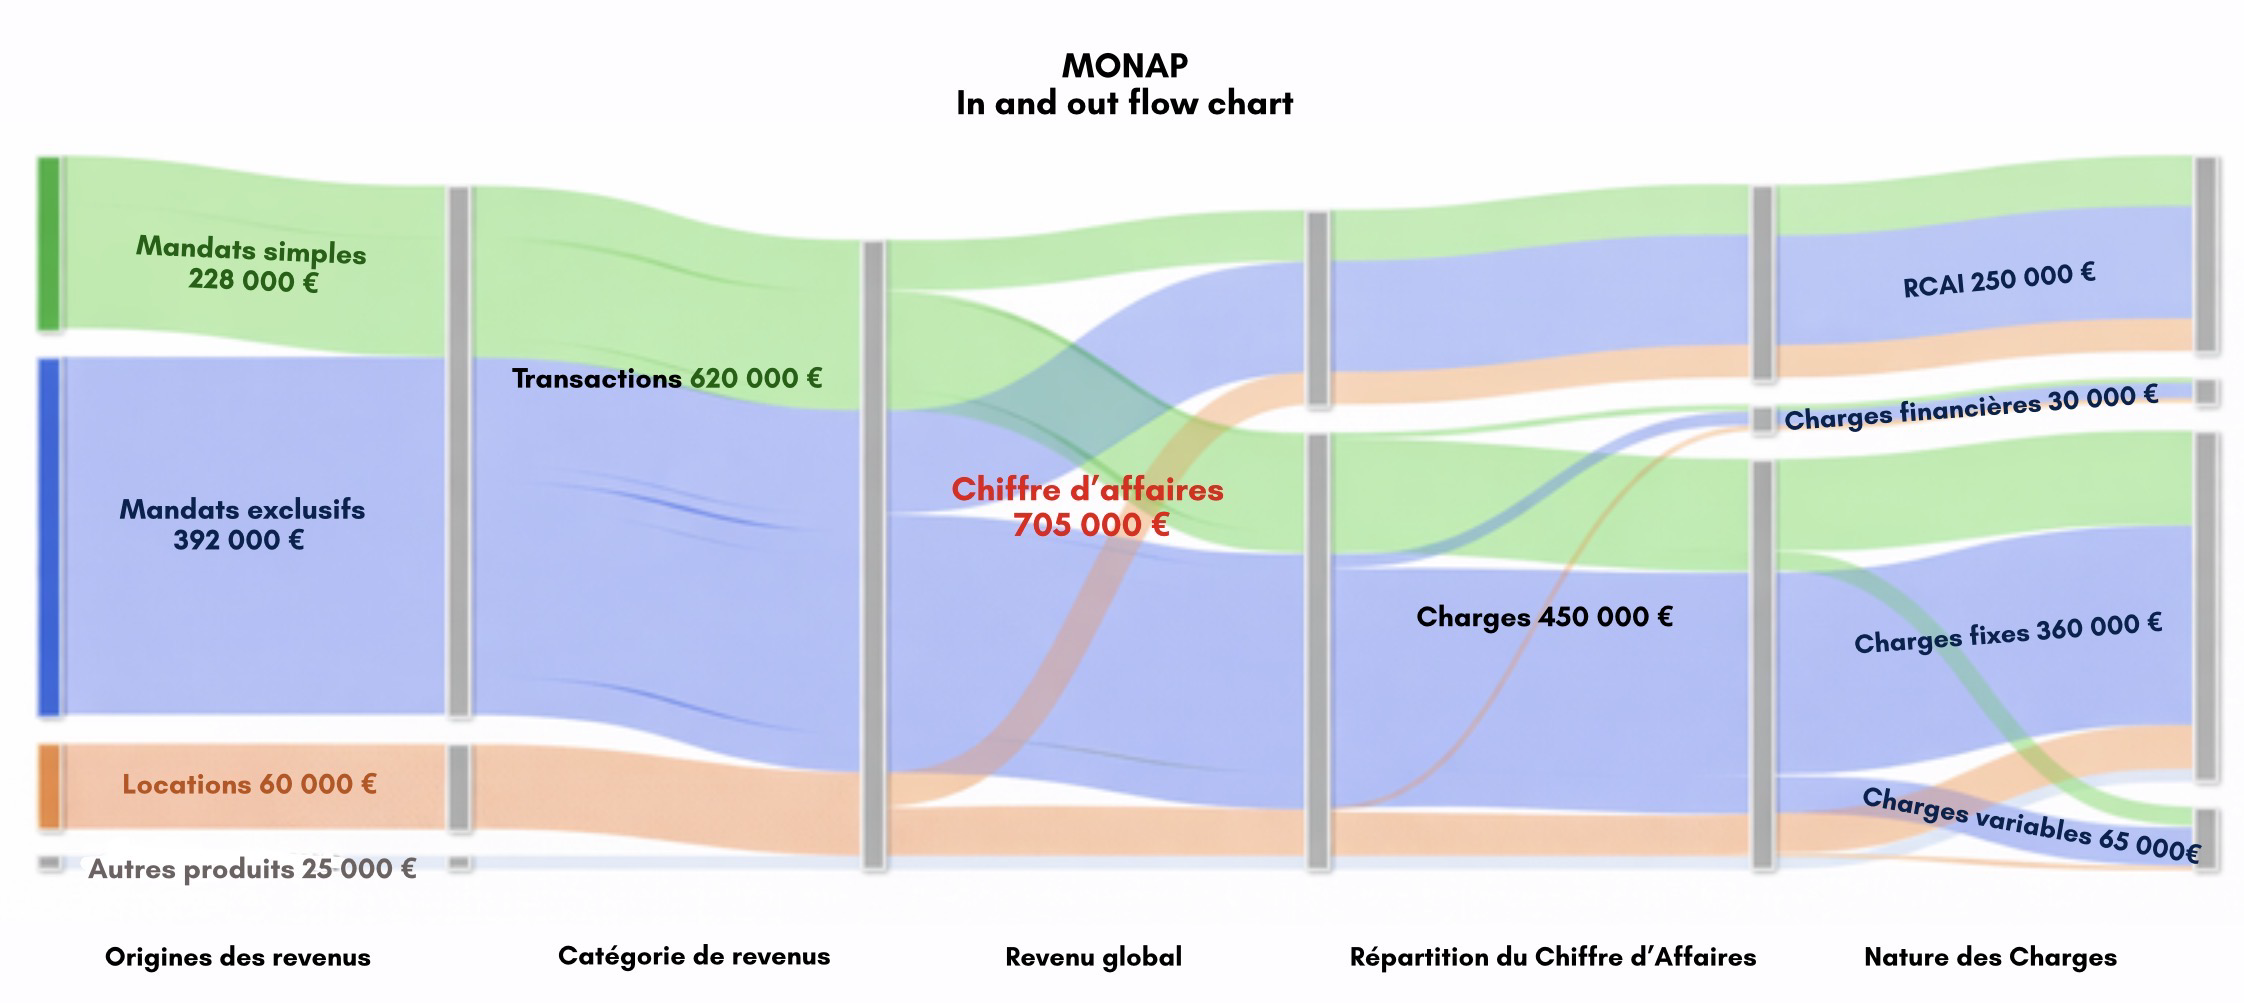 MONAP
In and out flow chart
Mandats simples
228 000 €
Transactions 620 000 €
Mandats exclusifs
392 000 €
Locations 60 000 €
Autres produits 25 000 €
Chiffre d’affaires
705 000 €
Charges 450 000 €
RCAI 250 000 €
Charges financières 30 000 €
Charges fixes 360 000 €
Charges variables 65 000€
Origines des revenus
Catégorie de revenus
Revenu global
Répartition du Chiffre d’Affaires
Nature des Charges